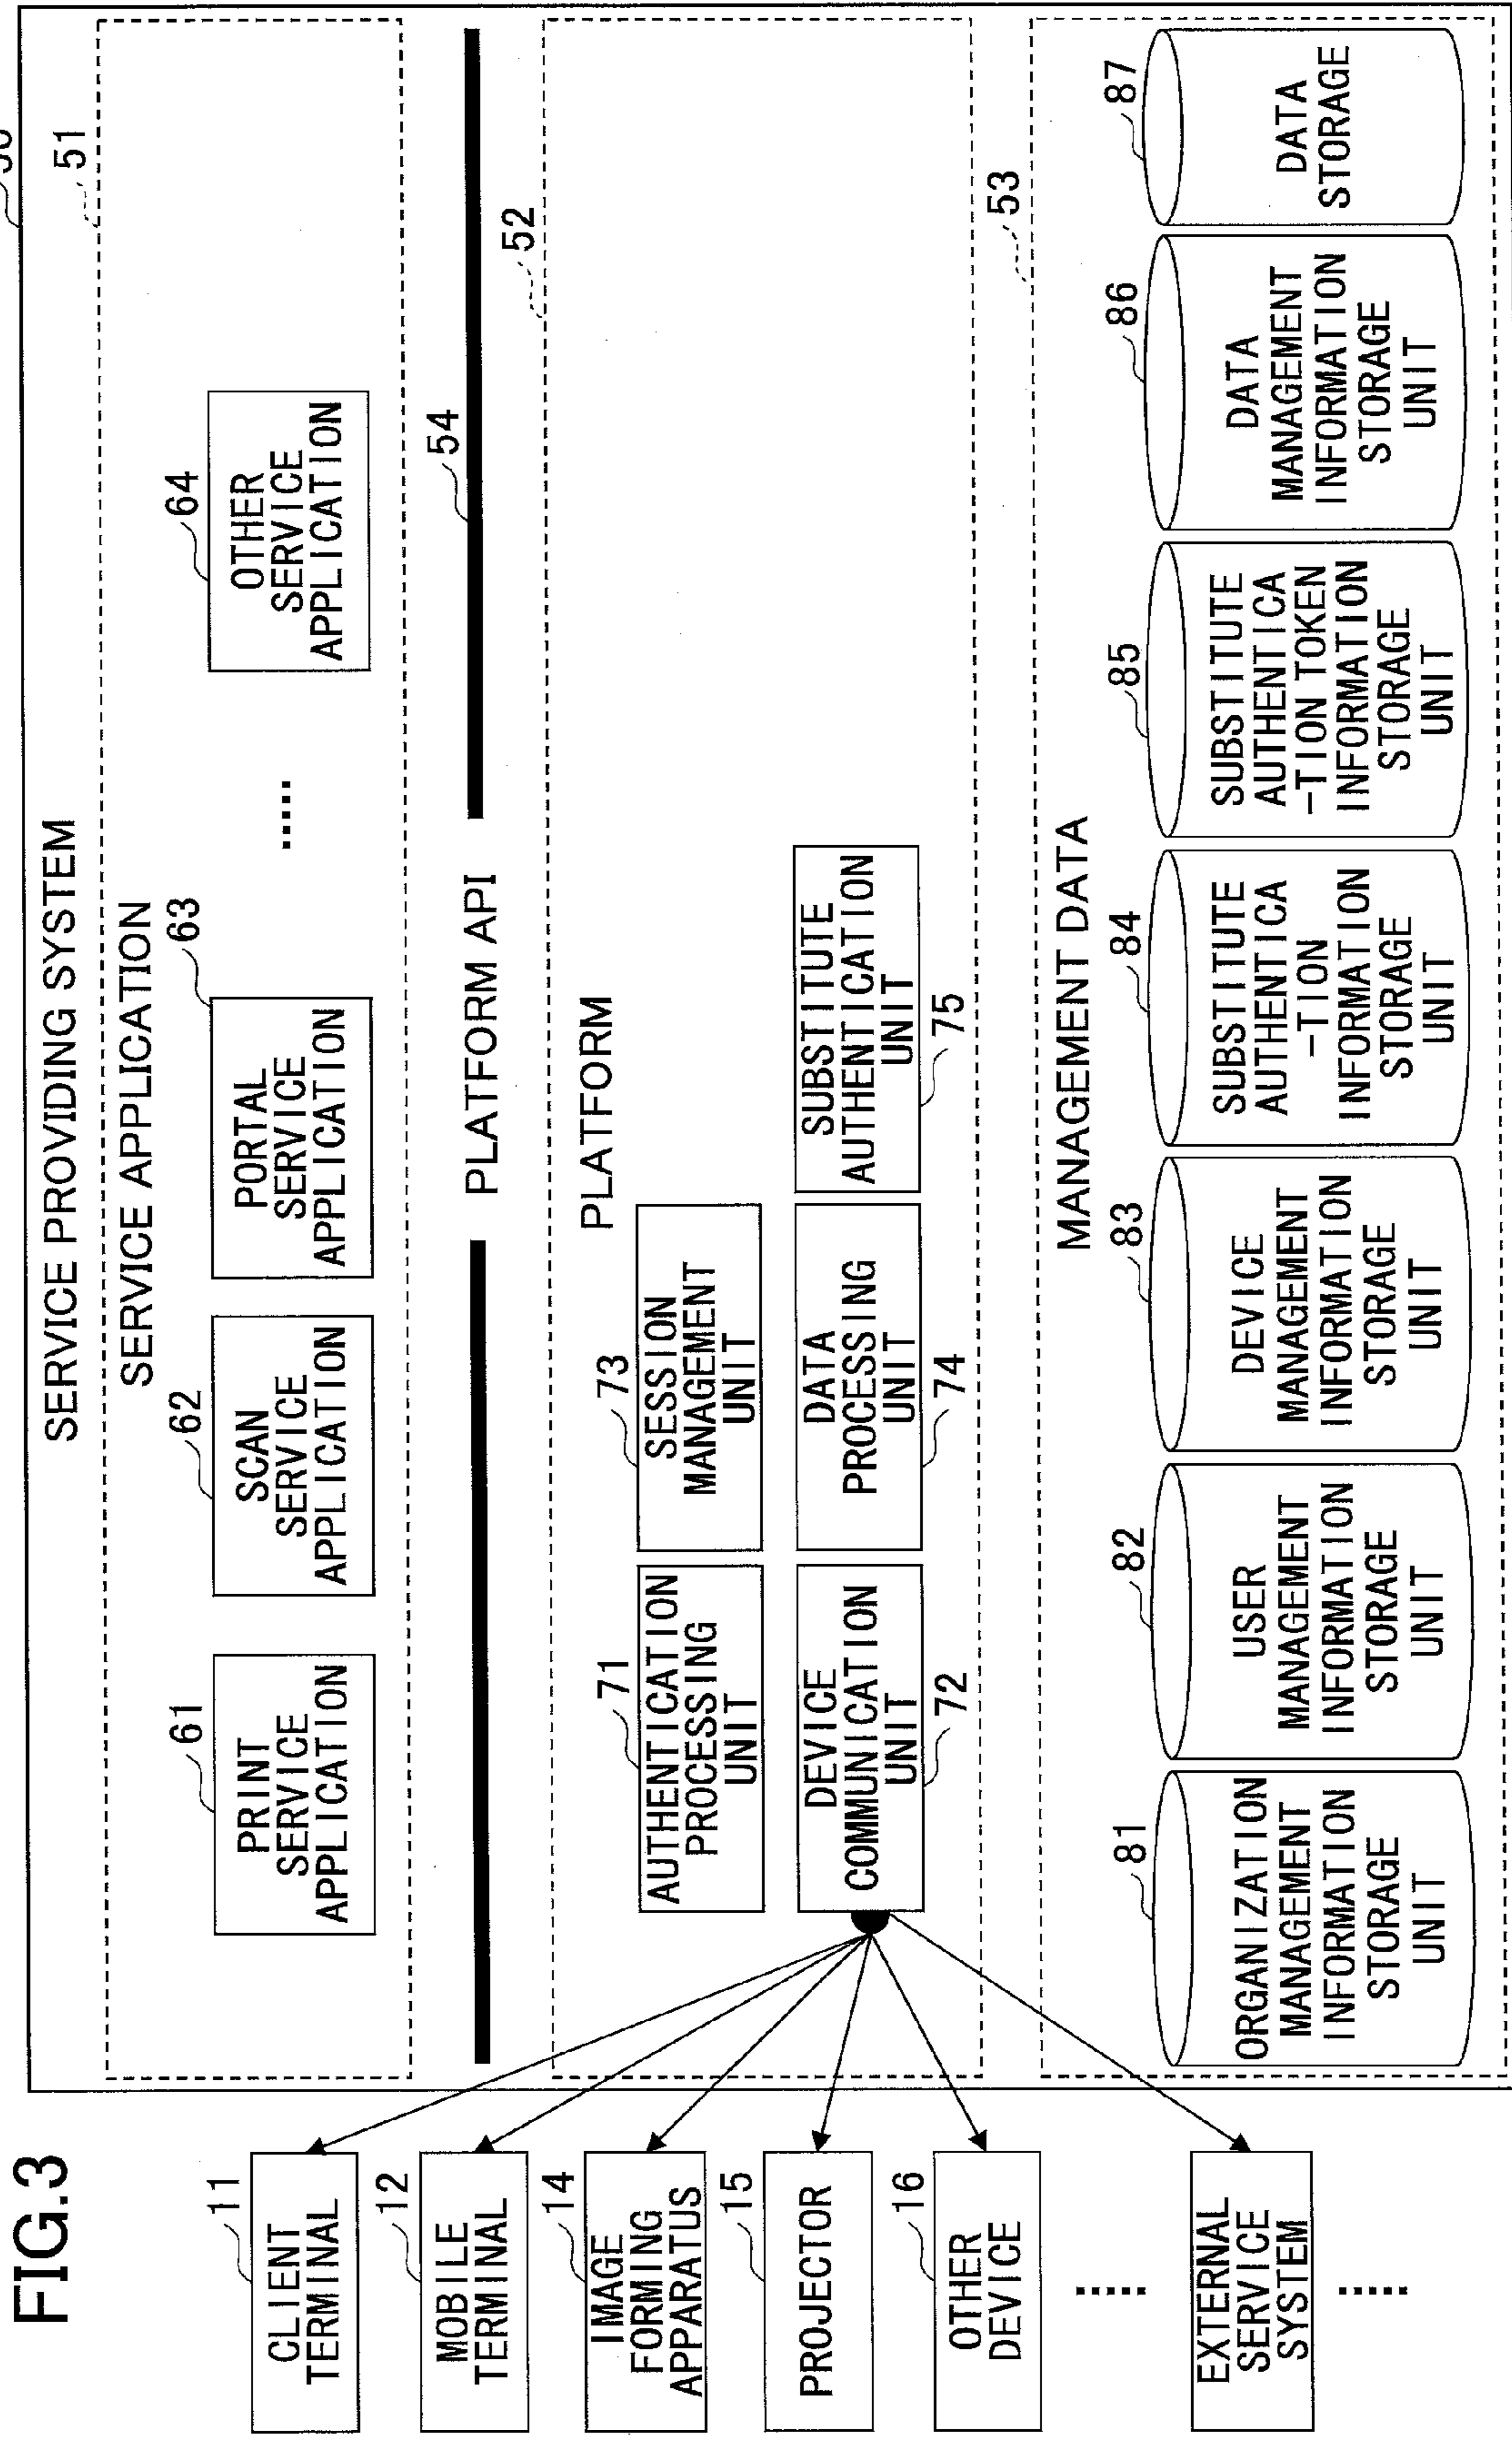 FIG.3
11
CLIENT
TERMINAL
12
MOBILE
TERMINAL
14
IMAGE
FORMING
APPARATUS
15
PROJECTOR
16
OTHER
DEVICE
.....
EXTERNAL
SERVICE
SYSTEM
.....
SERVICE PROVIDING SYSTEM
51
SERVICE APPLICATION
61
PRINT
SERVICE
APPLICATION
62
SCAN
SERVICE
APPLICATION
63
PORTAL
SERVICE
APPLICATION
.....
64
OTHER
SERVICE
APPLICATION
54
PLATFORM API
52
PLATFORM
71
AUTHENTICATION
PROCESSING
UNIT
73
SESSION
MANAGEMENT
UNIT
DEVICE
COMMUNICATION
UNIT
72
DATA
PROCESSING
UNIT
74
SUBSTITUTE
AUTHENTICATION
UNIT
75
53
MANAGEMENT DATA
81
ORGANIZATION
MANAGEMENT
INFORMATION
STORAGE
UNIT
82
USER
MANAGEMENT
INFORMATION
STORAGE
UNIT
83
DEVICE
MANAGEMENT
INFORMATION
STORAGE
UNIT
84
SUBSTITUTE
AUTHENTICA
-TION
INFORMATION
STORAGE
UNIT
85
SUBSTITUTE
AUTHENTICA
-TION TOKEN
INFORMATION
STORAGE
UNIT
86
DATA
MANAGEMENT
INFORMATION
STORAGE
UNIT
87
DATA
STORAGE